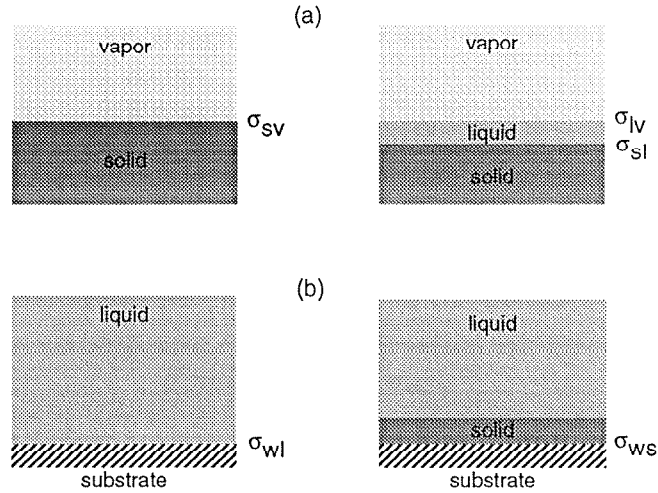 (a)
vapor
vapor
σsv
σlv
liquid
σsl
solid
solid
(b)
liquid
liquid
solid
σwl
σws
substrate
substrate